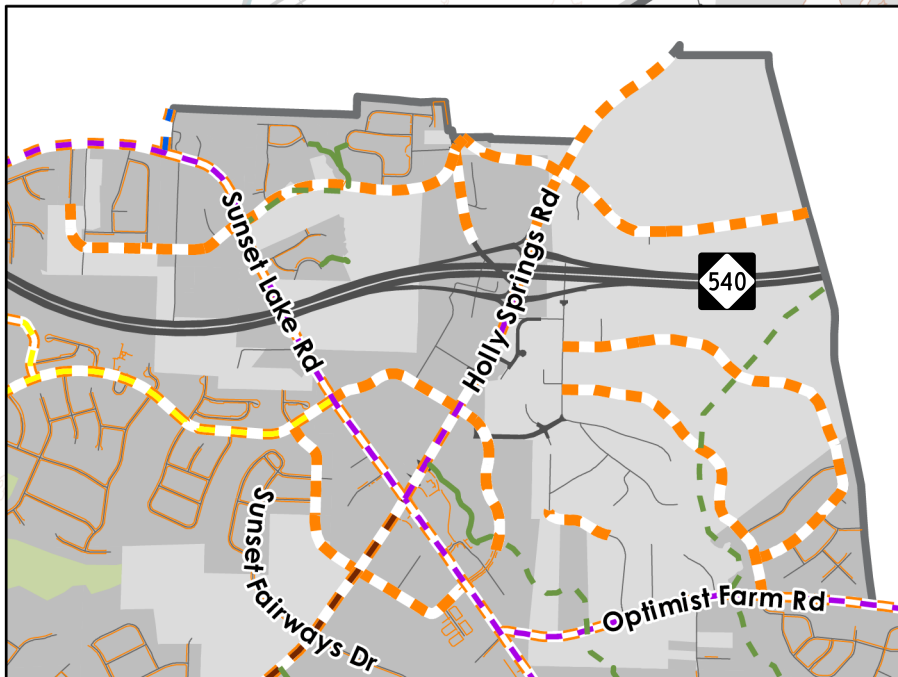 Sunset Lake Rd
Holly Springs Rd
540
Sunset Fairways Dr
Optimist Farm Rd